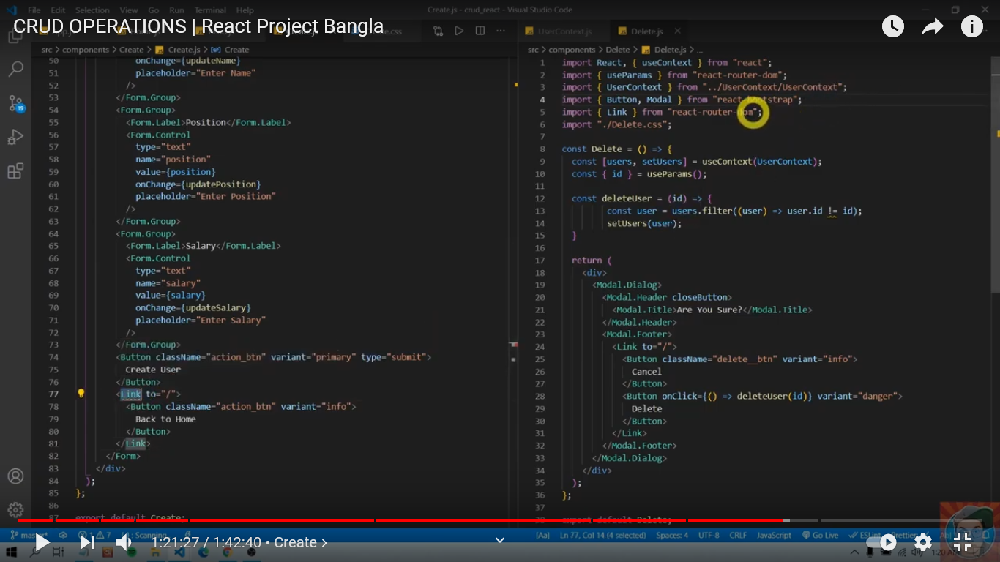 File Edit Selection View Go Run Terminal Help
Create.js - crud_react - Visual Studio Code
CRUD OPERATIONS | React Project Bangla
UserContext.js
Delete.js
src > components > Create > Create.js > Create
50 onChange={updateName}
51 placeholder="Enter Name"
52 />
53 </Form.Group>
54 <Form.Group>
55 <Form.Label>Position</Form.Label>
56 <Form.Control
57 type="text"
58 name="position"
59 value={position}
60 onChange={updatePosition}
61 placeholder="Enter Position"
62 />
63 </Form.Group>
64 <Form.Group>
65 <Form.Label>Salary</Form.Label>
66 <Form.Control
67 type="text"
68 name="salary"
69 value={salary}
70 onChange={updateSalary}
71 placeholder="Enter Salary"
72 />
73 </Form.Group>
74 <Button className="action_btn" variant="primary" type="submit">
75 Create User
76 </Button>
77 <Link to="/">
78 <Button className="action_btn" variant="info">
79 Back to Home
80 </Button>
81 </Link>
82 </Form>
83 </div>
84 );
85 };
86
87 export default Create;
src > components > Delete > Delete.js > ...
1 import React, { useContext } from "react";
2 import { useParams } from "react-router-dom";
3 import { UserContext } from "../UserContext/UserContext";
4 import { Button, Modal } from "react-bootstrap";
5 import { Link } from "react-router-dom";
6 import "./Delete.css";
7
8 const Delete = () => {
9 const [users, setUsers] = useContext(UserContext);
10 const { id } = useParams();
11
12 const deleteUser = (id) => {
13 const user = users.filter((user) => user.id != id);
14 setUsers(user);
15 }
16
17 return (
18 <div>
19 <Modal.Dialog>
20 <Modal.Header closeButton>
21 <Modal.Title>Are You Sure?</Modal.Title>
22 </Modal.Header>
23 <Modal.Footer>
24 <Link to="/">
25 <Button className="delete__btn" variant="info">
26 Cancel
27 </Button>
28 <Button onClick={() => deleteUser(id)} variant="danger">
29 Delete
30 </Button>
31 </Link>
32 </Modal.Footer>
33 </Modal.Dialog>
34 </div>
35 );
36 };
37
38 export default Delete;
19
master*
7
Scanning
[Aa] Ln 77, Col 14 (4 selected) Spaces: 4 UTF-8 CRLF JavaScript Go Live ESLint Prettier
1:21:27 / 1:42:40 • Create >